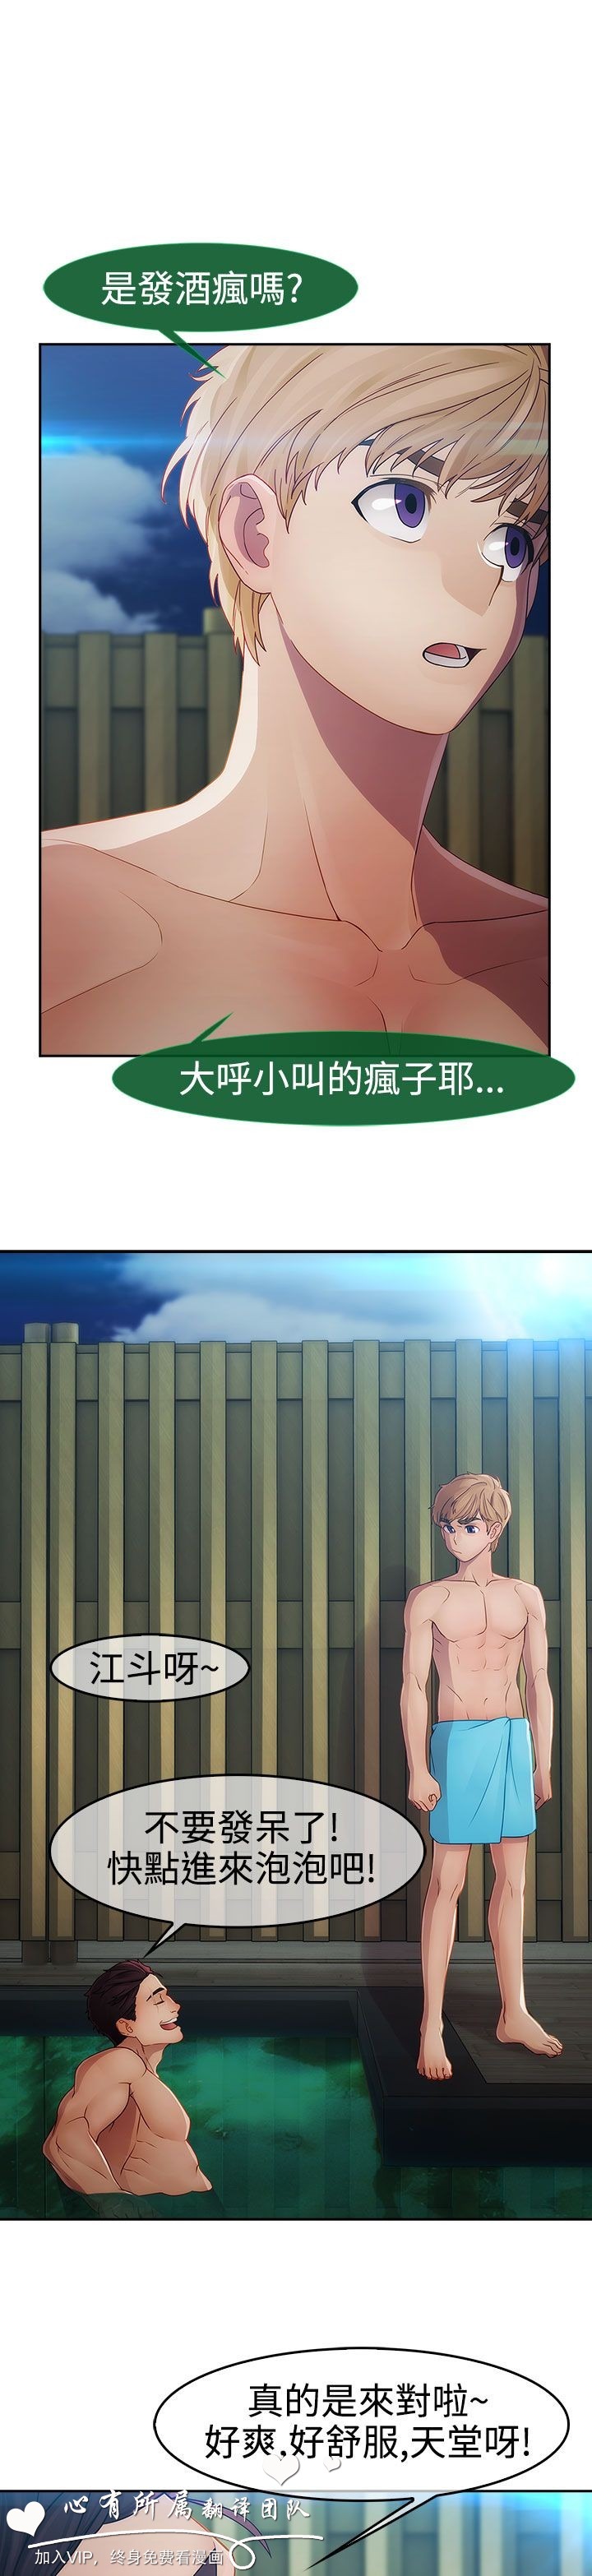 是發酒瘋嗎?
大呼小叫的瘋子耶...
江斗呀~
不要發呆了!
快點進來泡泡吧!
真的是來對啦~
好爽,好舒服,天堂呀!
心有所属翻译团队
加入VIP，终身免费看漫画